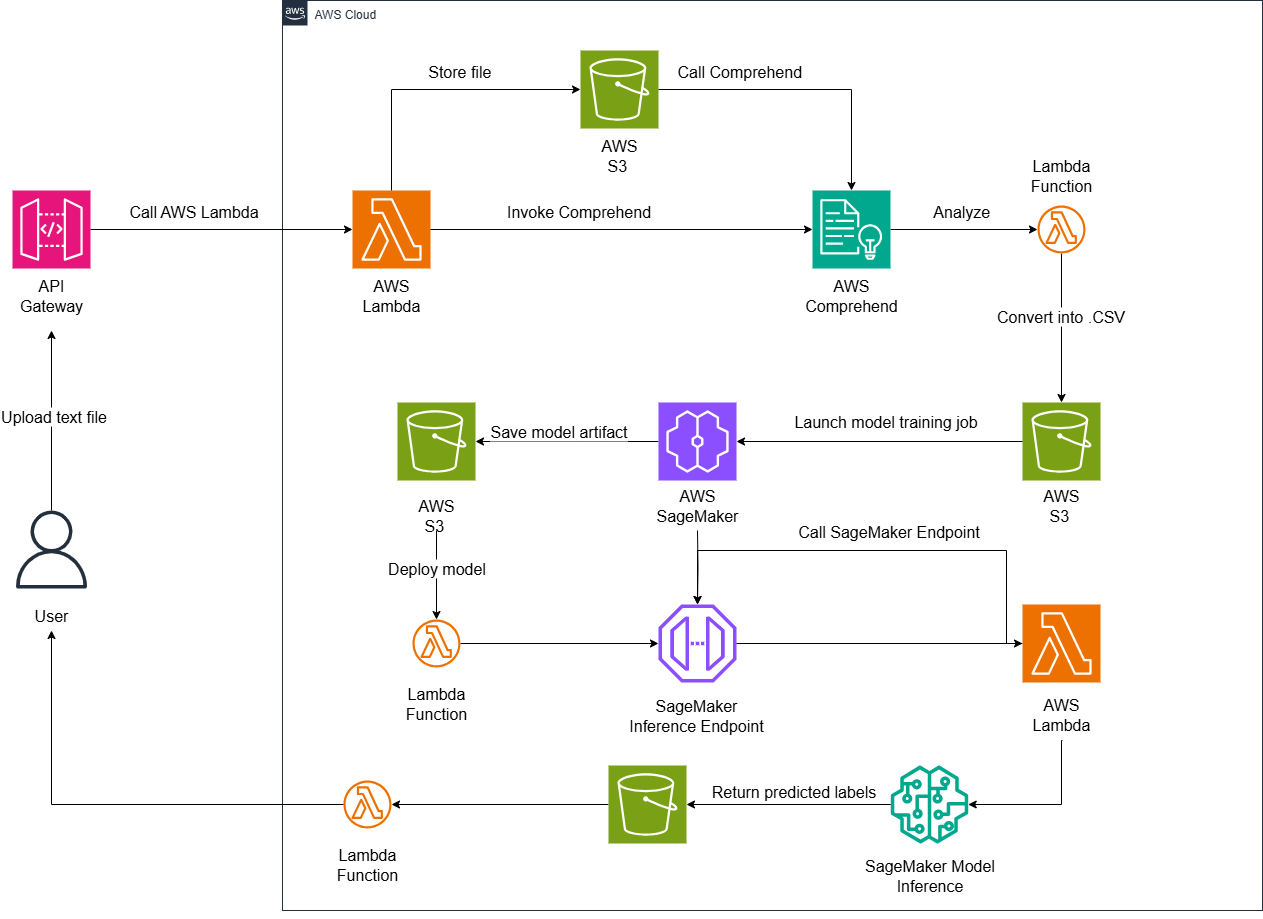 aws
AWS Cloud
Store file
Call Comprehend
AWS
S3
Lambda
Function
Call AWS Lambda
Invoke Comprehend
Analyze
</>
API
Gateway
AWS
Lambda
AWS
Comprehend
Convert into .CSV
Upload text file
Save model artifact
Launch model training job
AWS
S3
AWS
SageMaker
AWS
S3
Call SageMaker Endpoint
Deploy model
User
Lambda
Function
SageMaker
Inference Endpoint
AWS
Lambda
Return predicted labels
Lambda
Function
SageMaker Model
Inference